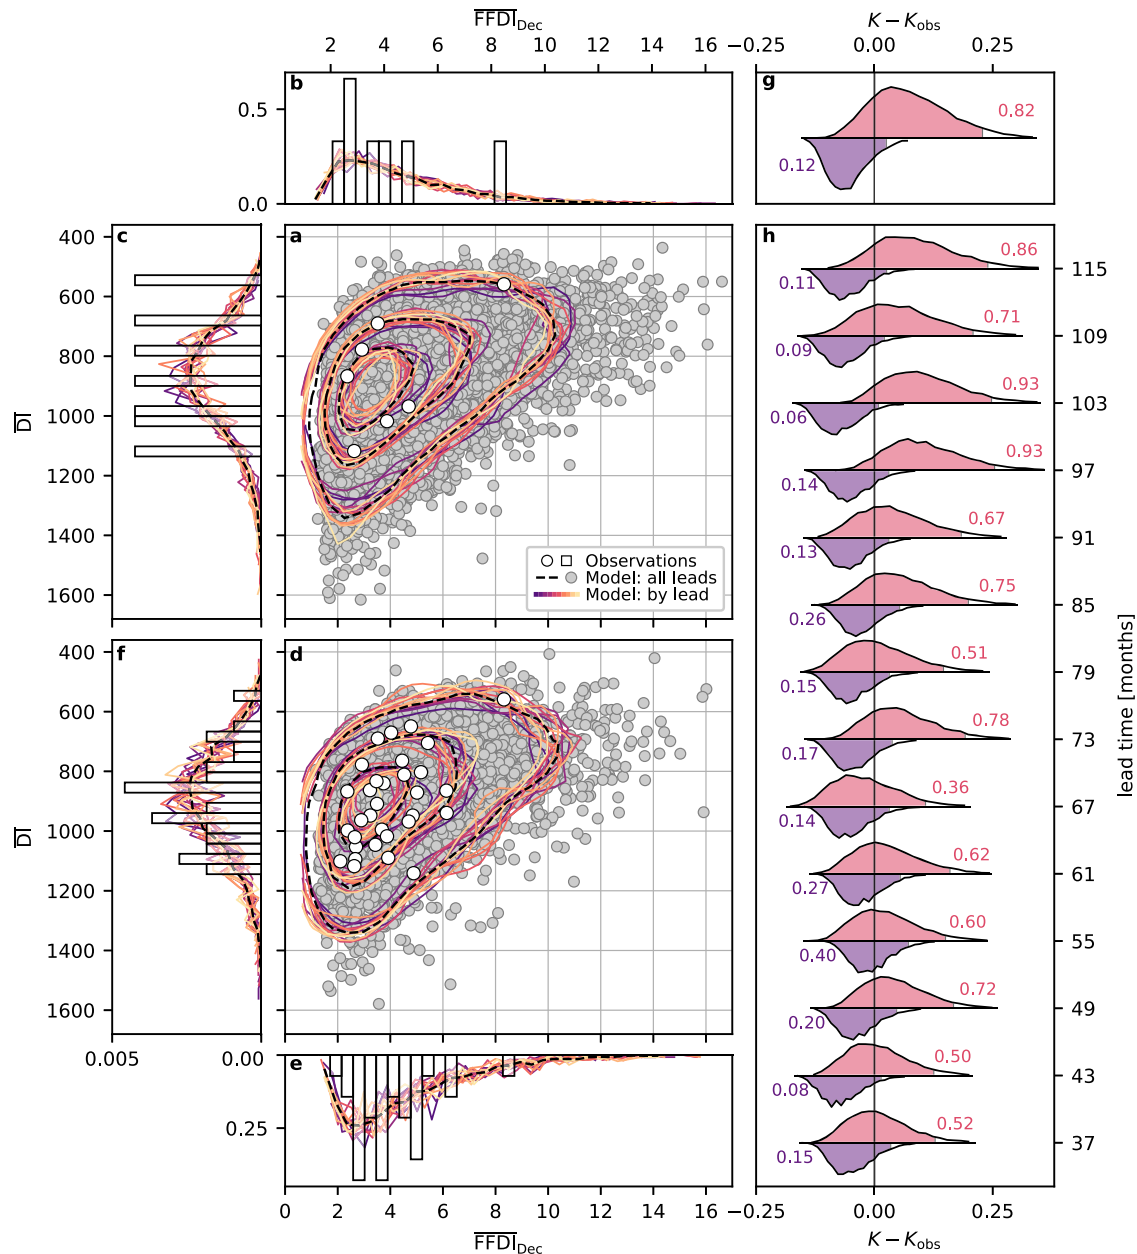 FFDI Dec
2 4 6 8 10 12 14 16
K − K obs
−0.25 0.00 0.25
b
0.5
0.0
g
0.82
0.12
c
400
600
800
1000
1200
1400
1600
DI
a
Observations
Model: all leads
Model: by lead
h
0.86
0.11
115
0.71
0.09
109
0.93
0.06
103
0.93
0.14
97
0.67
0.13
91
0.75
0.26
85
0.51
0.15
79
0.78
0.17
73
0.36
0.14
67
0.62
0.27
61
0.60
0.40
55
0.72
0.20
49
0.50
0.08
43
0.52
0.15
37
lead time [months]
f
400
600
800
1000
1200
1400
1600
DI
d
0.005 0.00
e
0.25
0 2 4 6 8 10 12 14 16
FFDI Dec
−0.25 0.00 0.25
K − K obs